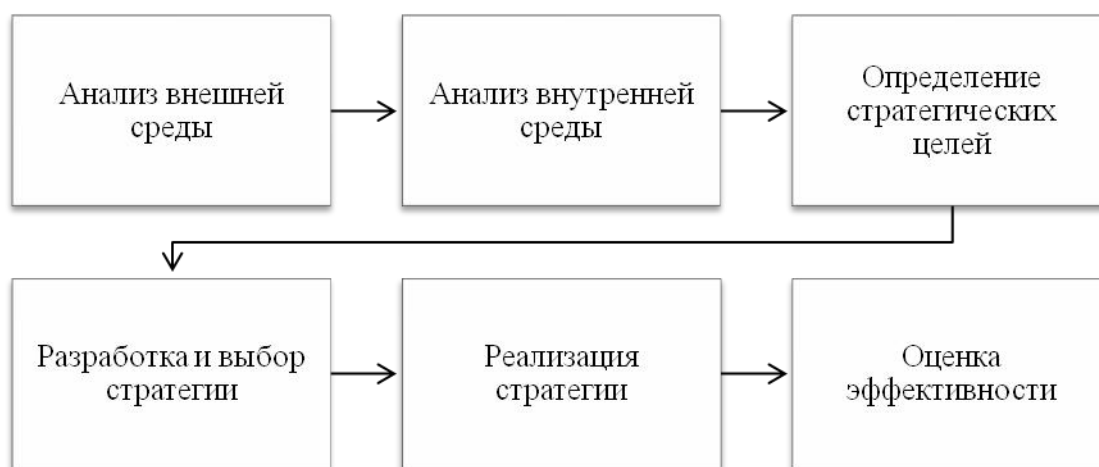 Анализ внешней
среды
Анализ внутренней
среды
Определение
стратегических
целей
Разработка и выбор
стратегии
Реализация
стратегии
Оценка
эффективности